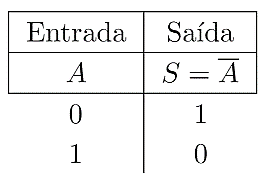 Entrada Saída
A S = A̅
0 1
1 0